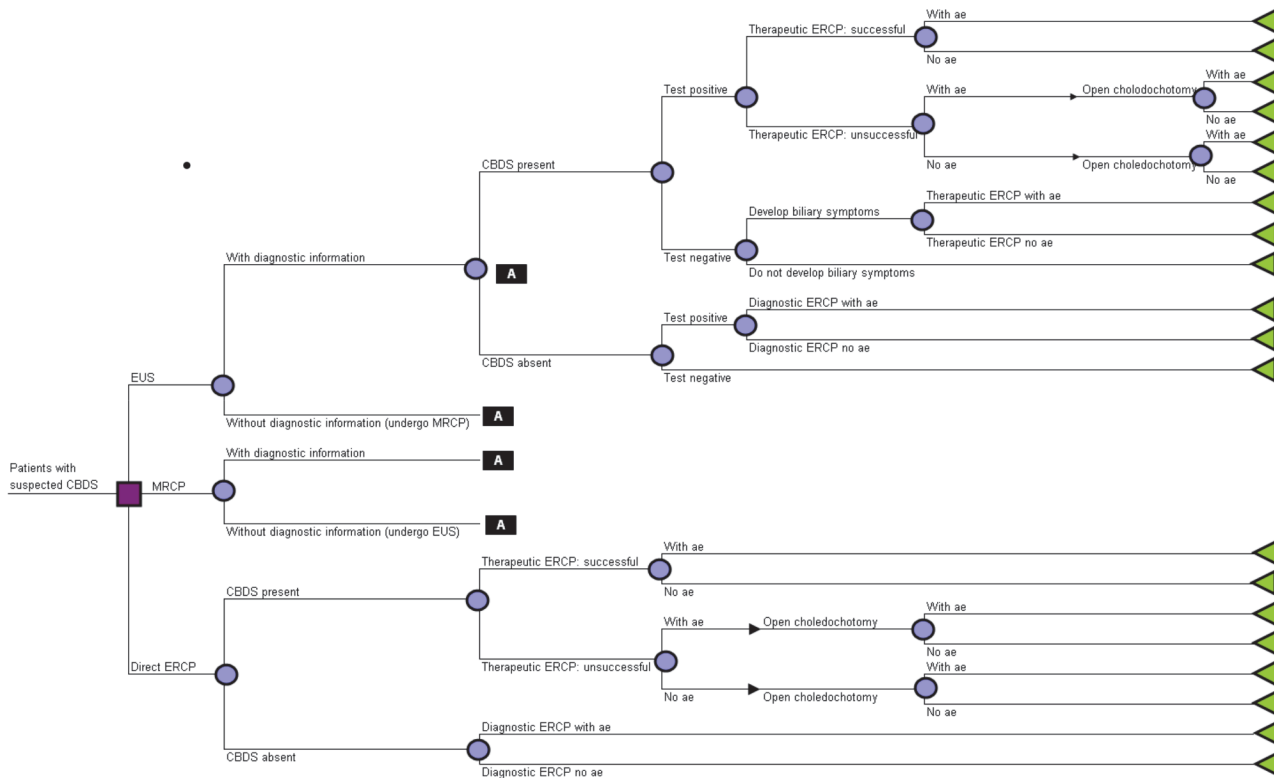 With ae
Therapeutic ERCP: successful
No ae
With ae
Test positive
With ae
Open cholodochotomy
No ae
Therapeutic ERCP: unsuccessful
With ae
CBDS present
No ae
Open choledochotomy
No ae
Therapeutic ERCP with ae
Develop biliary symptoms
Therapeutic ERCP no ae
With diagnostic information
Test negative
A
Do not develop biliary symptoms
Diagnostic ERCP with ae
Test positive
Diagnostic ERCP no ae
CBDS absent
Test negative
EUS
Without diagnostic information (undergo MRCP)
A
With diagnostic information
A
Patients with
suspected CBDS
MRCP
Without diagnostic information (undergo EUS)
A
With ae
Therapeutic ERCP: successful
No ae
CBDS present
With ae
With ae
Open choledochotomy
No ae
Direct ERCP
Therapeutic ERCP: unsuccessful
With ae
No ae
Open choledochotomy
No ae
Diagnostic ERCP with ae
CBDS absent
Diagnostic ERCP no ae